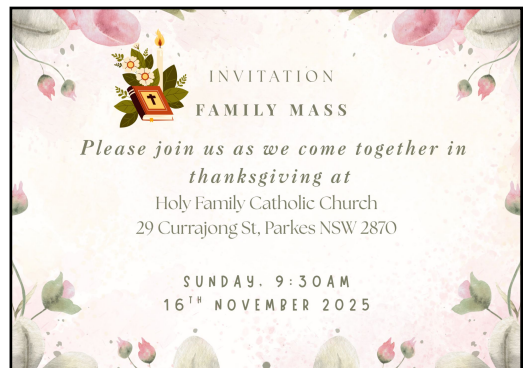 INVITATION
FAMILY MASS
Please join us as we come together in
thanksgiving at
Holy Family Catholic Church
29 Currajong St, Parkes NSW 2870
SUNDAY, 9:30AM
16TH NOVEMBER 2025